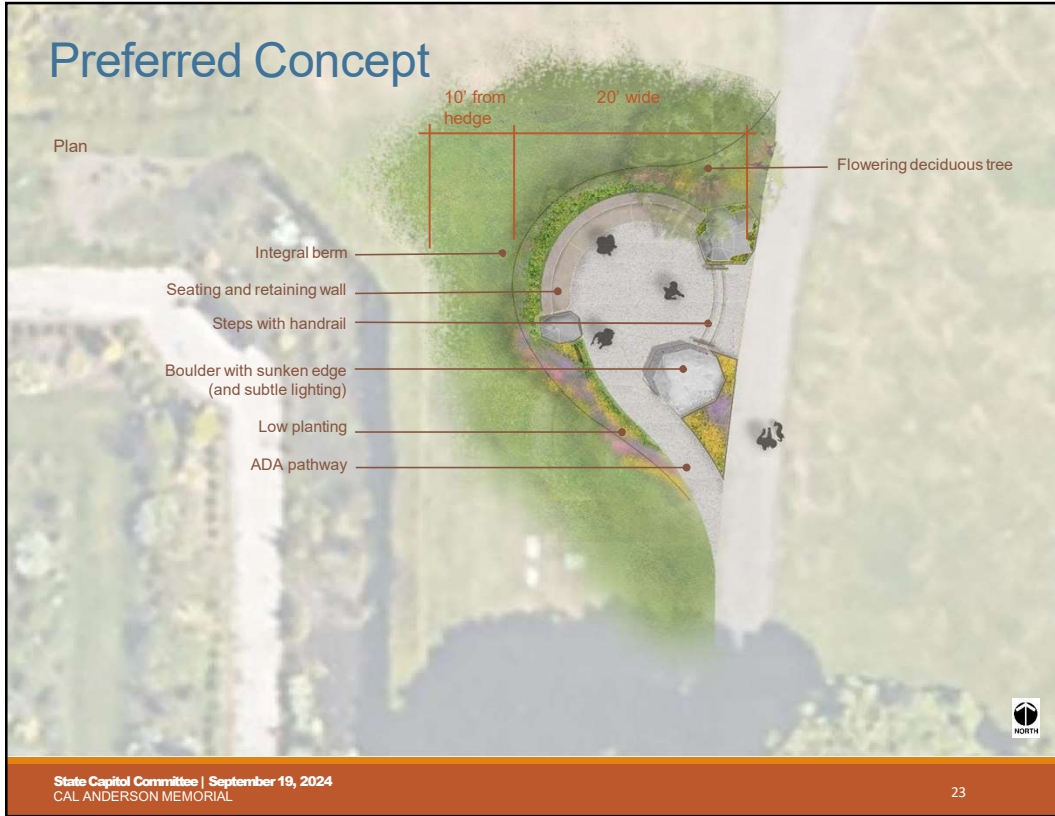 Preferred Concept
10' from
hedge
20' wide
Plan
Flowering deciduous tree
Integral berm
Seating and retaining wall
Steps with handrail
Boulder with sunken edge
(and subtle lighting)
Low planting
ADA pathway
NORTH
State Capitol Committee | September 19, 2024
CAL ANDERSON MEMORIAL
23